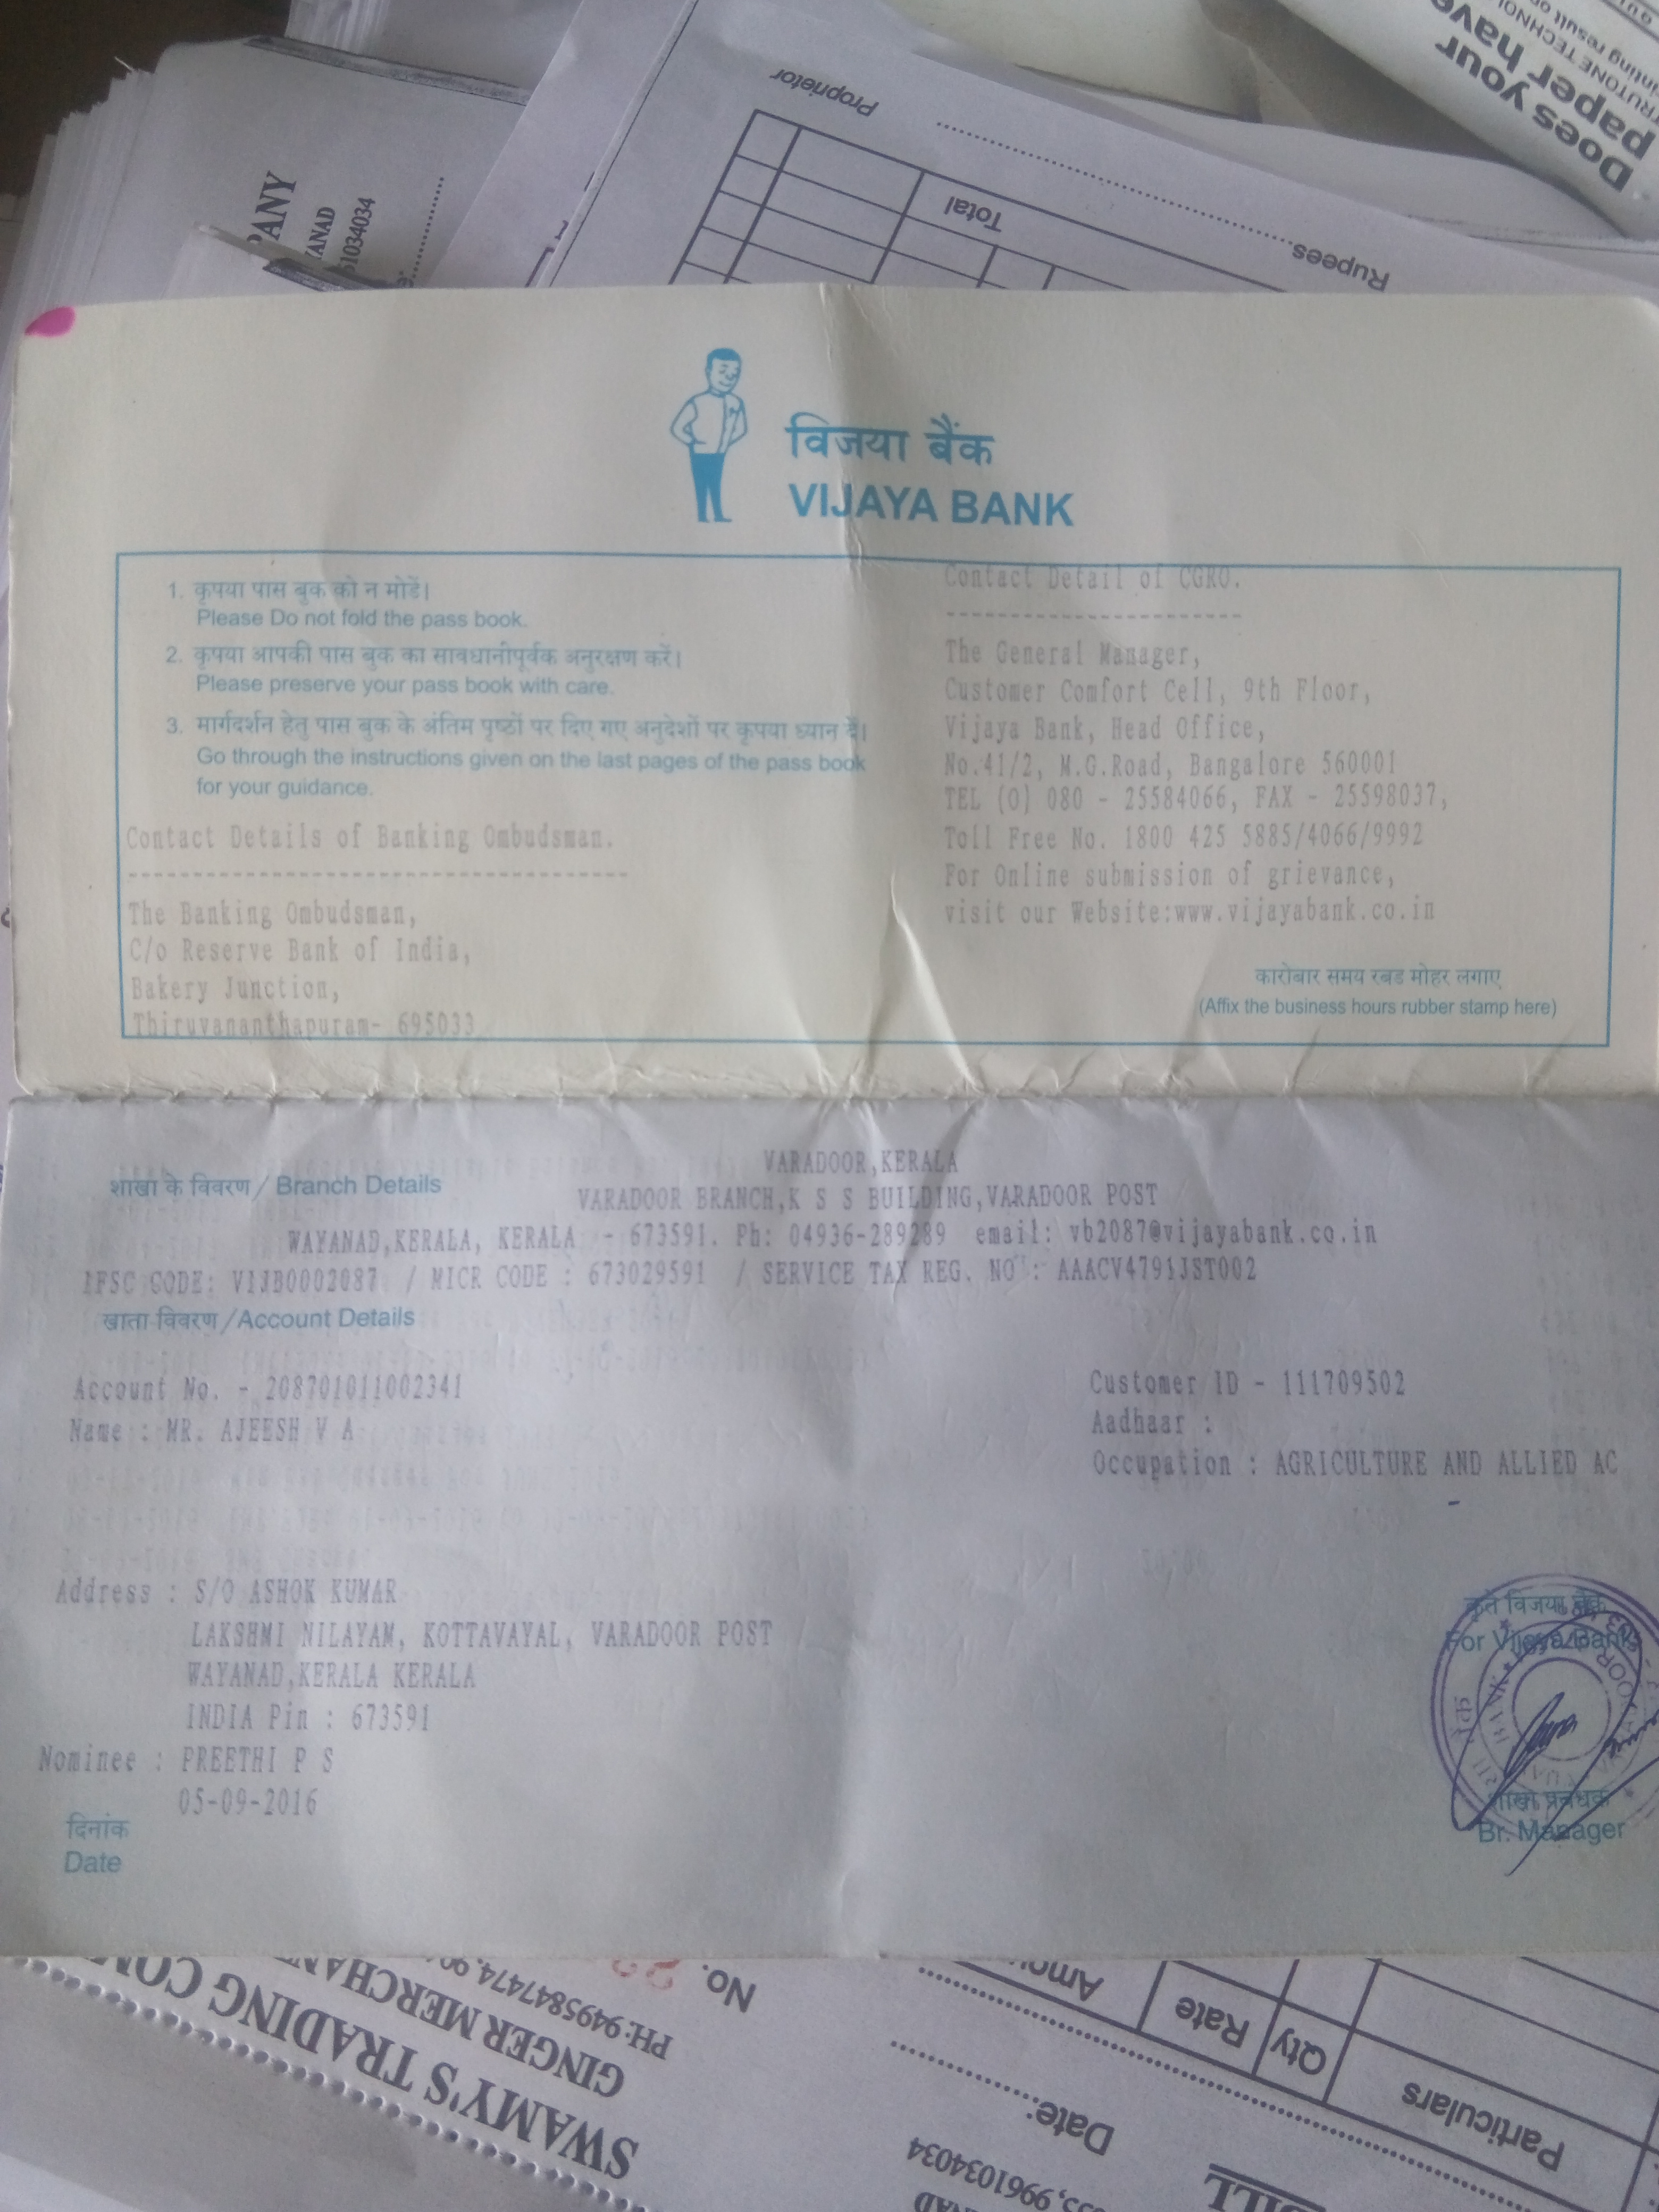 Does your
paper have
TRUTONE TECHNOL
nting result on
Proprietor
Total
Rupees
PANY
YANAD
61034034
विजया बैंक
VIJAYA BANK
1. कृपया पास बुक को न मोडें।
Please Do not fold the pass book.
2. कृपया आपकी पास बुक का सावधानीपूर्वक अनुरक्षण करें।
Please preserve your pass book with care.
3. मार्गदर्शन हेतु पास बुक के अंतिम पृष्ठों पर दिए गए अनुदेशों पर कृपया ध्यान दें।
Go through the instructions given on the last pages of the pass book
for your guidance.
Contact Details of Banking Ombudsman.
-----------------------------------
The Banking Ombudsman,
C/o Reserve Bank of India,
Bakery Junction,
Thiruvananthapuram- 695033
Contact Detail of CGRO.
---------------------
The General Manager,
Customer Comfort Cell, 9th Floor,
Vijaya Bank, Head Office,
No.41/2, M.G.Road, Bangalore 560001
TEL (O) 080 - 25584066, FAX - 25598037,
Toll Free No. 1800 425 5885/4066/9992
For Online submission of grievance,
visit our Website:www.vijayabank.co.in
कारोबार समय रबड मोहर लगाए
(Affix the business hours rubber stamp here)
VARADOOR,KERALA
शाखा के विवरण / Branch Details
VARADOOR BRANCH,K S S BUILDING,VARADOOR POST
WAYANAD,KERALA, KERALA - 673591. Ph: 04936-289289 email: vb2087@vijayabank.co.in
IFSC CODE: VIJB0002087 / MICR CODE : 673029591 / SERVICE TAX REG. NO : AAACV4791JST002
खाता विवरण /Account Details
Account No. - 208701011002341
Name : MR. AJEESH V A
Customer ID - 111709502
Aadhaar :
Occupation : AGRICULTURE AND ALLIED AC
Address : S/O ASHOK KUMAR
LAKSHMI NILAYAM, KOTTAVAYAL, VARADOOR POST
WAYANAD,KERALA KERALA
INDIA Pin : 673591
Nominee : PREETHI P S
05-09-2016
दिनांक
Date
कृते विजया बैंक
For Vijaya Bank
शाखा प्रबंधक
Br. Manager
SWAMY'S TRADING COM
GINGER MERCHANT
PH:9495847474,90
No. 22
Date:
Particulars
Qty
Rate
Amou
BILL
NAD
055,9961034034